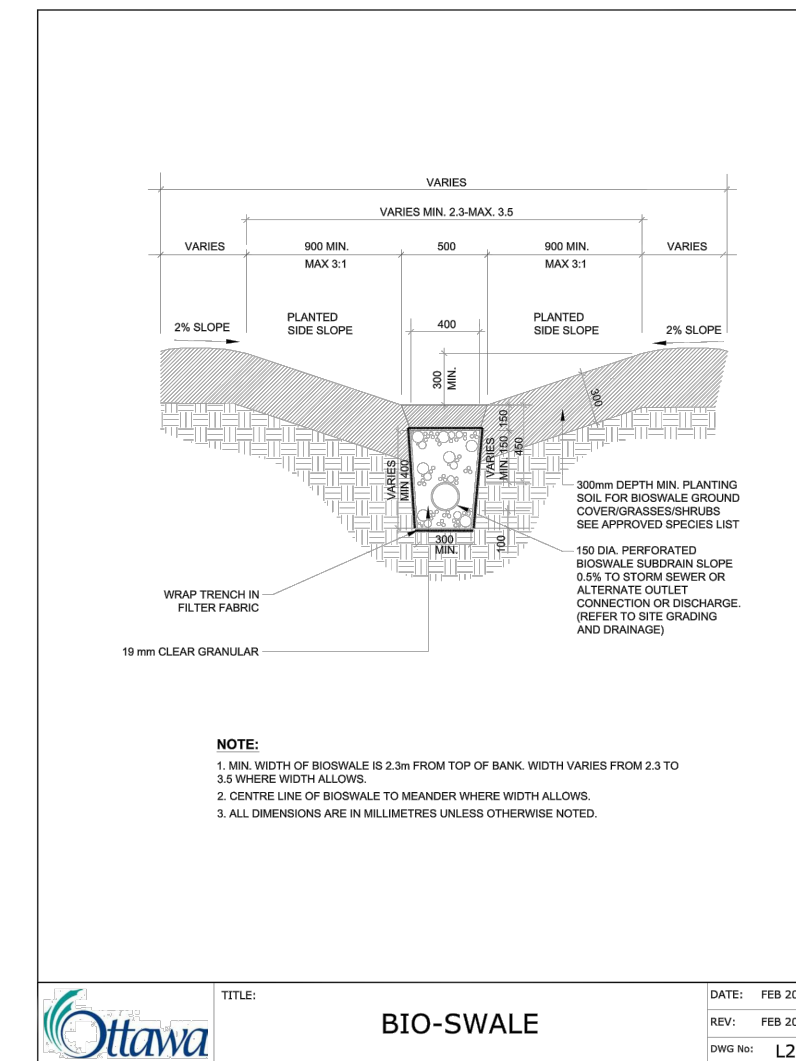 VARIES
VARIES MIN. 2.3-MAX. 3.5
VARIES
900 MIN.
500
900 MIN.
VARIES
MAX 3:1
MAX 3:1
2% SLOPE
PLANTED
SIDE SLOPE
400
PLANTED
SIDE SLOPE
2% SLOPE
300
MIN.
300
150
VARIES
MIN. 150
450
VARIES
MIN 400
300
MIN.
100
300mm DEPTH MIN. PLANTING
SOIL FOR BIOSWALE GROUND
COVER/GRASSES/SHRUBS
SEE APPROVED SPECIES LIST
150 DIA. PERFORATED
BIOSWALE SUBDRAIN SLOPE
0.5% TO STORM SEWER OR
ALTERNATE OUTLET
CONNECTION OR DISCHARGE.
(REFER TO SITE GRADING
AND DRAINAGE)
WRAP TRENCH IN
FILTER FABRIC
19 mm CLEAR GRANULAR
NOTE:
1. MIN. WIDTH OF BIOSWALE IS 2.3m FROM TOP OF BANK. WIDTH VARIES FROM 2.3 TO
3.5 WHERE WIDTH ALLOWS.
2. CENTRE LINE OF BIOSWALE TO MEANDER WHERE WIDTH ALLOWS.
3. ALL DIMENSIONS ARE IN MILLIMETRES UNLESS OTHERWISE NOTED.
Ottawa
TITLE:
BIO-SWALE
DATE: FEB 20
REV: FEB 20
DWG No: L2